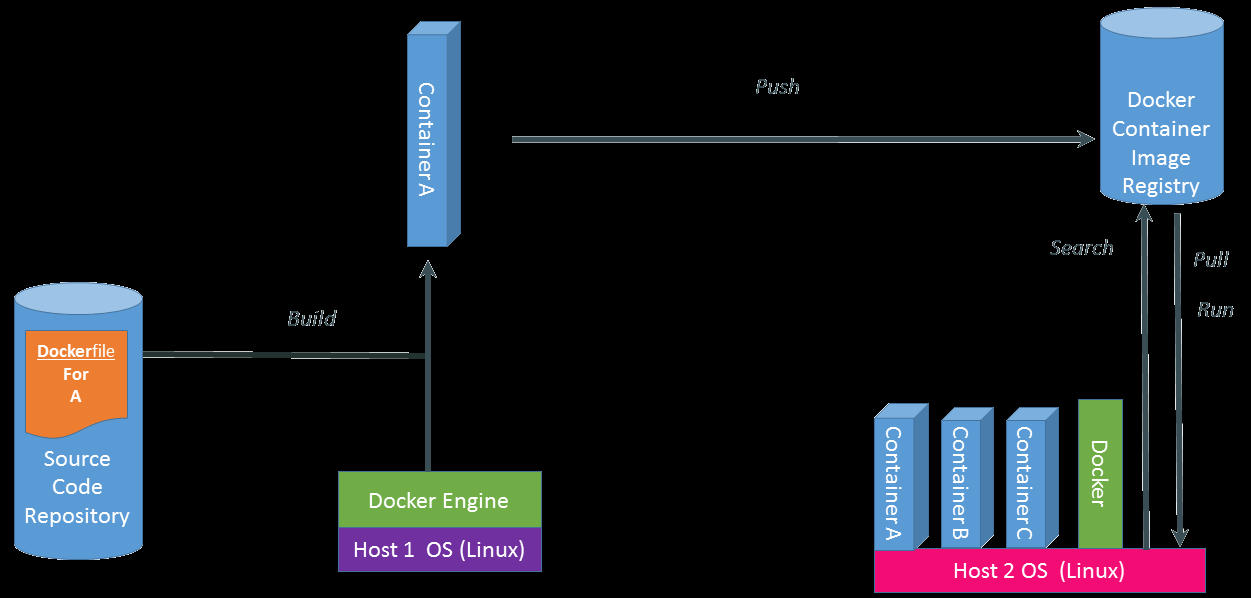 Container A
Push
Docker
Container
Image
Registry
Search
Pull
Run
Build
Dockerfile
For
A
Source
Code
Repository
Docker Engine
Host 1 OS (Linux)
Container A
Container B
Container C
Docker
Host 2 OS (Linux)